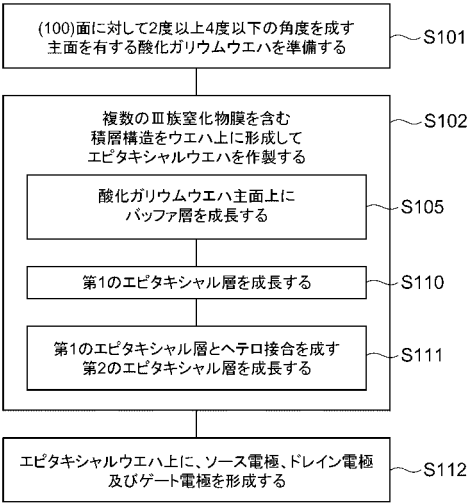 (100)面に対して2度以上4度以下の角度を成す
主面を有する酸化ガリウムウエハを準備する
S101
複数のⅢ族窒化物膜を含む
積層構造をウエハ上に形成して
エピタキシャルウエハを作製する
S102
酸化ガリウムウエハ主面上に
バッファ層を成長する
S105
第1のエピタキシャル層を成長する
S110
第1のエピタキシャル層とヘテロ接合を成す
第2のエピタキシャル層を成長する
S111
エピタキシャルウエハ上に、ソース電極、ドレイン電極
及びゲート電極を形成する
S112